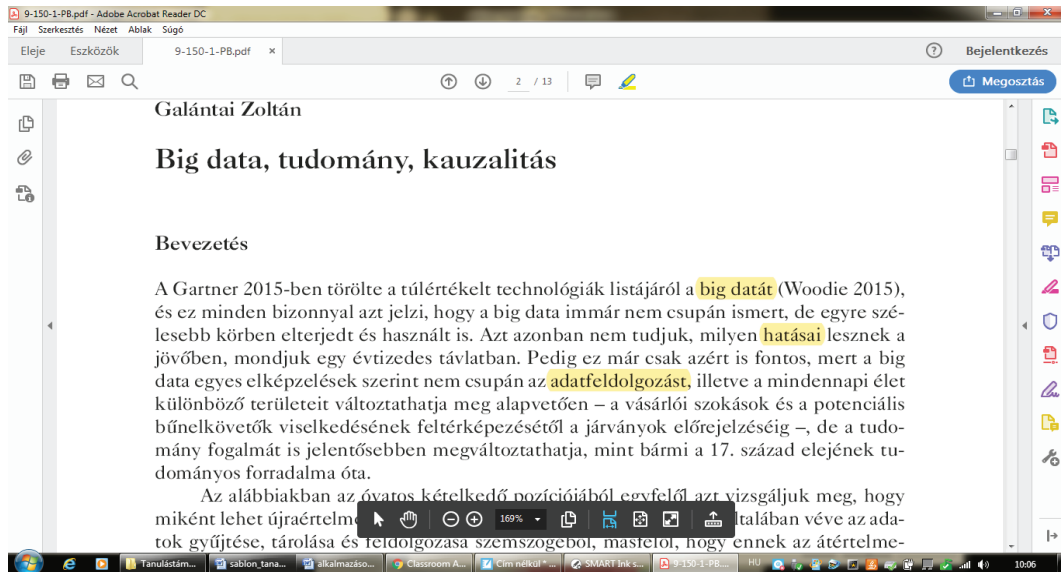 9-150-1-PB.pdf - Adobe Acrobat Reader DC
Fájl Szerkesztés Nézet Ablak Súgó
Eleje Eszközök 9-150-1-PB.pdf × Bejelentkezés
2 / 13 Megosztás
Galántai Zoltán
Big data, tudomány, kauzalitás
Bevezetés
A Gartner 2015-ben törölte a túlértékelt technológiák listájáról a big datát (Woodie 2015),
és ez minden bizonnyal azt jelzi, hogy a big data immár nem csupán ismert, de egyre szé-
lesebb körben elterjedt és használt is. Azt azonban nem tudjuk, milyen hatásai lesznek a
jövőben, mondjuk egy évtizedes távlatban. Pedig ez már csak azért is fontos, mert a big
data egyes elképzelések szerint nem csupán az adatfeldolgozást, illetve a mindennapi élet
különböző területeit változtathatja meg alapvetően – a vásárlói szokások és a potenciális
bűnelkövetők viselkedésének feltérképezésétől a járványok előrejelzéséig –, de a tudo-
mány fogalmát is jelentősebben megváltoztathatja, mint bármi a 17. század elejének tu-
dományos forradalma óta.
Az alábbiakban az óvatos kételkedő pozíciójából egyfelől azt vizsgáljuk meg, hogy
miként lehet újraértelme 169% ltalában véve az ada-
tok gyűjtése, tárolása és feldolgozása szemszögéből, másfelől, hogy ennek az átértelme-
Tanulástám... sablon_tana... alkalmazáso... Classroom A... Cím nélkül * ... SMART Ink s... 9-150-1-PB.... HU 10:06